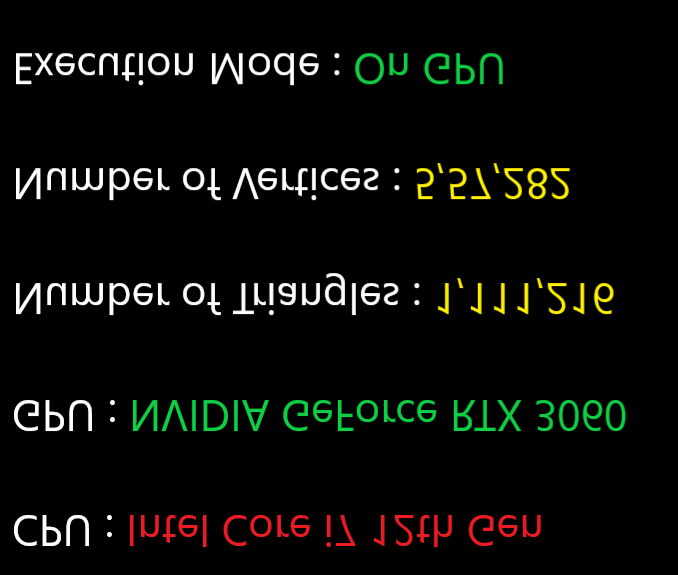 Execution Mode : On GPU
Number of Vertices : 5,57,282
Number of Triangles : 1,111,216
GPU : NVIDIA GeForce RTX 3060
CPU : Intel Core i7 12th Gen